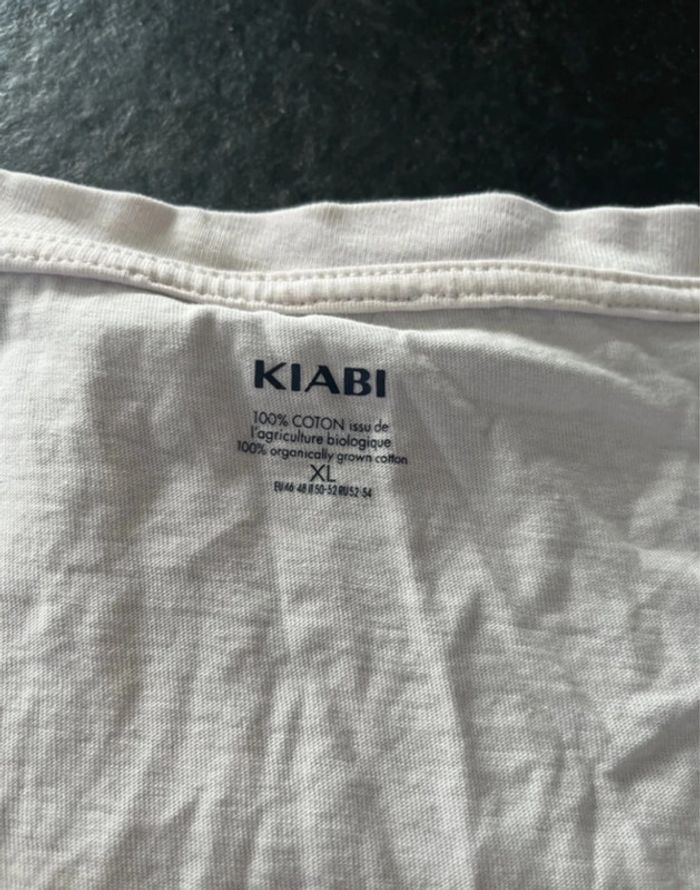 KIABI
100% COTON issu de
l'agriculture biologique
100% organically grown cotton
XL
EU46-48 IT50-52 RU52-54